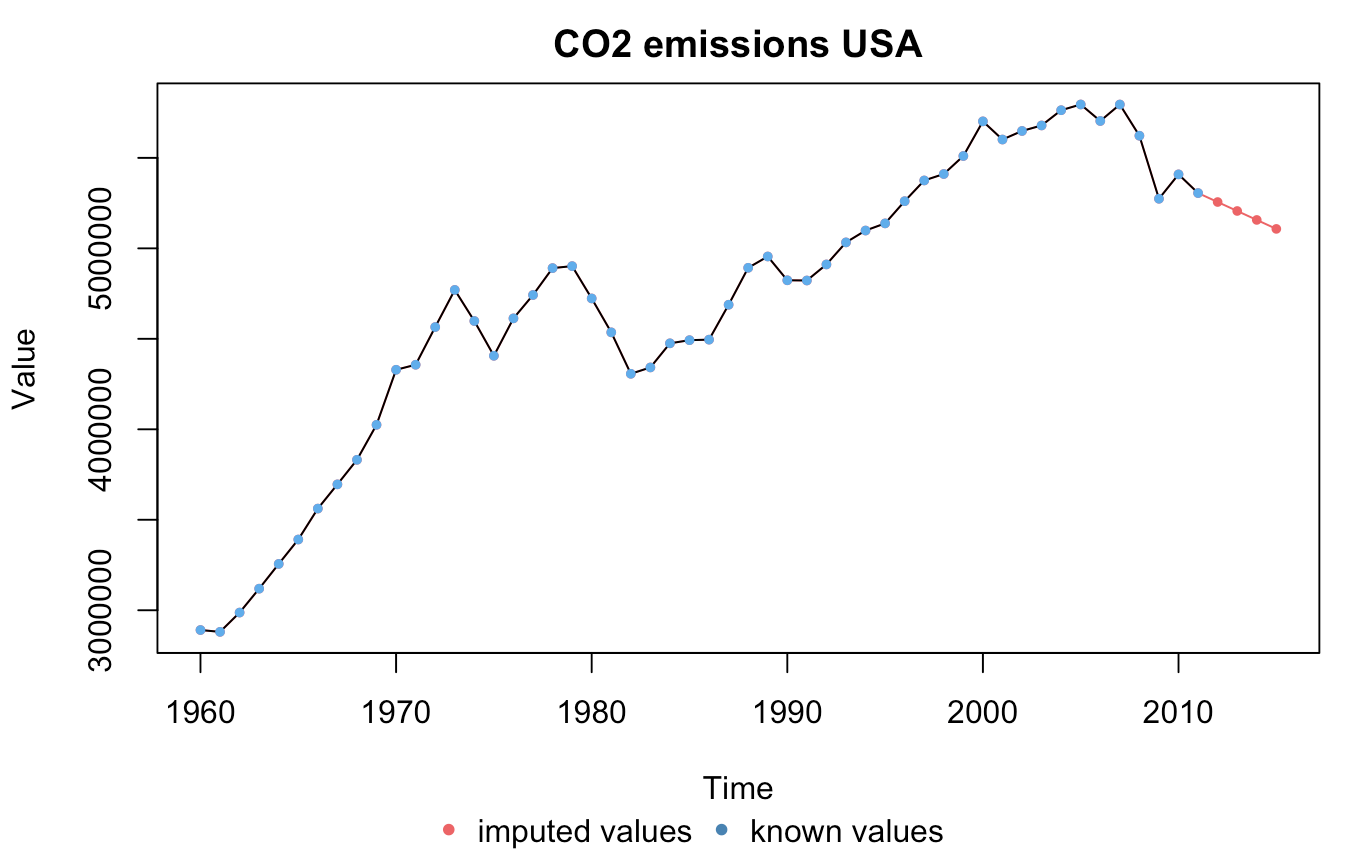 CO2 emissions USA
Value
5000000
4000000
3000000
1960 1970 1980 1990 2000 2010
Time
imputed values known values